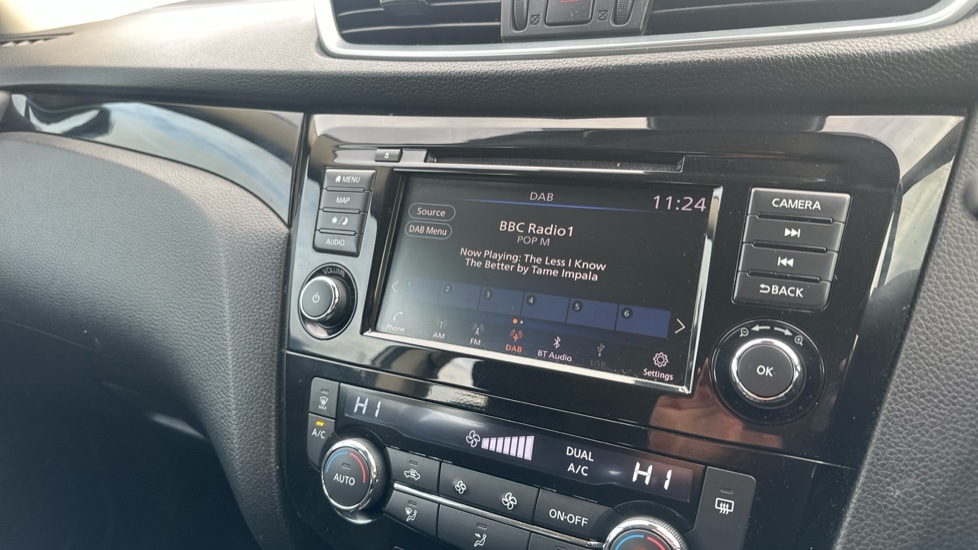 MENU
MAP
AUDIO
VOLUME
DAB
11:24
Source
DAB Menu
BBC Radio1
POP M
Now Playing: The Less I Know
The Better by Tame Impala
1 2 3 4 5 6
Phone AM FM DAB BT Audio USB Settings
CAMERA
BACK
OK
HI
DUAL
A/C
HI
A/C
AUTO
ON·OFF